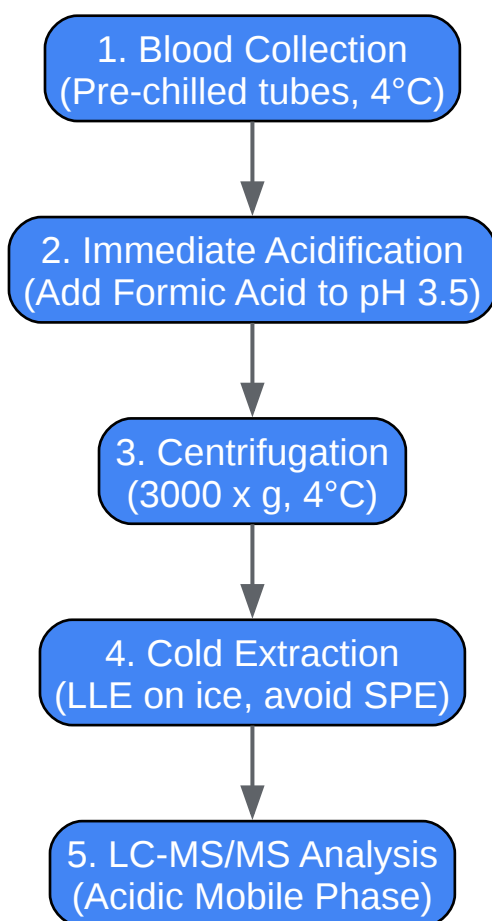 1. Blood Collection
(Pre-chilled tubes, 4°C)
2. Immediate Acidification
(Add Formic Acid to pH 3.5)
3. Centrifugation
(3000 x g, 4°C)
4. Cold Extraction
(LLE on ice, avoid SPE)
5. LC-MS/MS Analysis
(Acidic Mobile Phase)